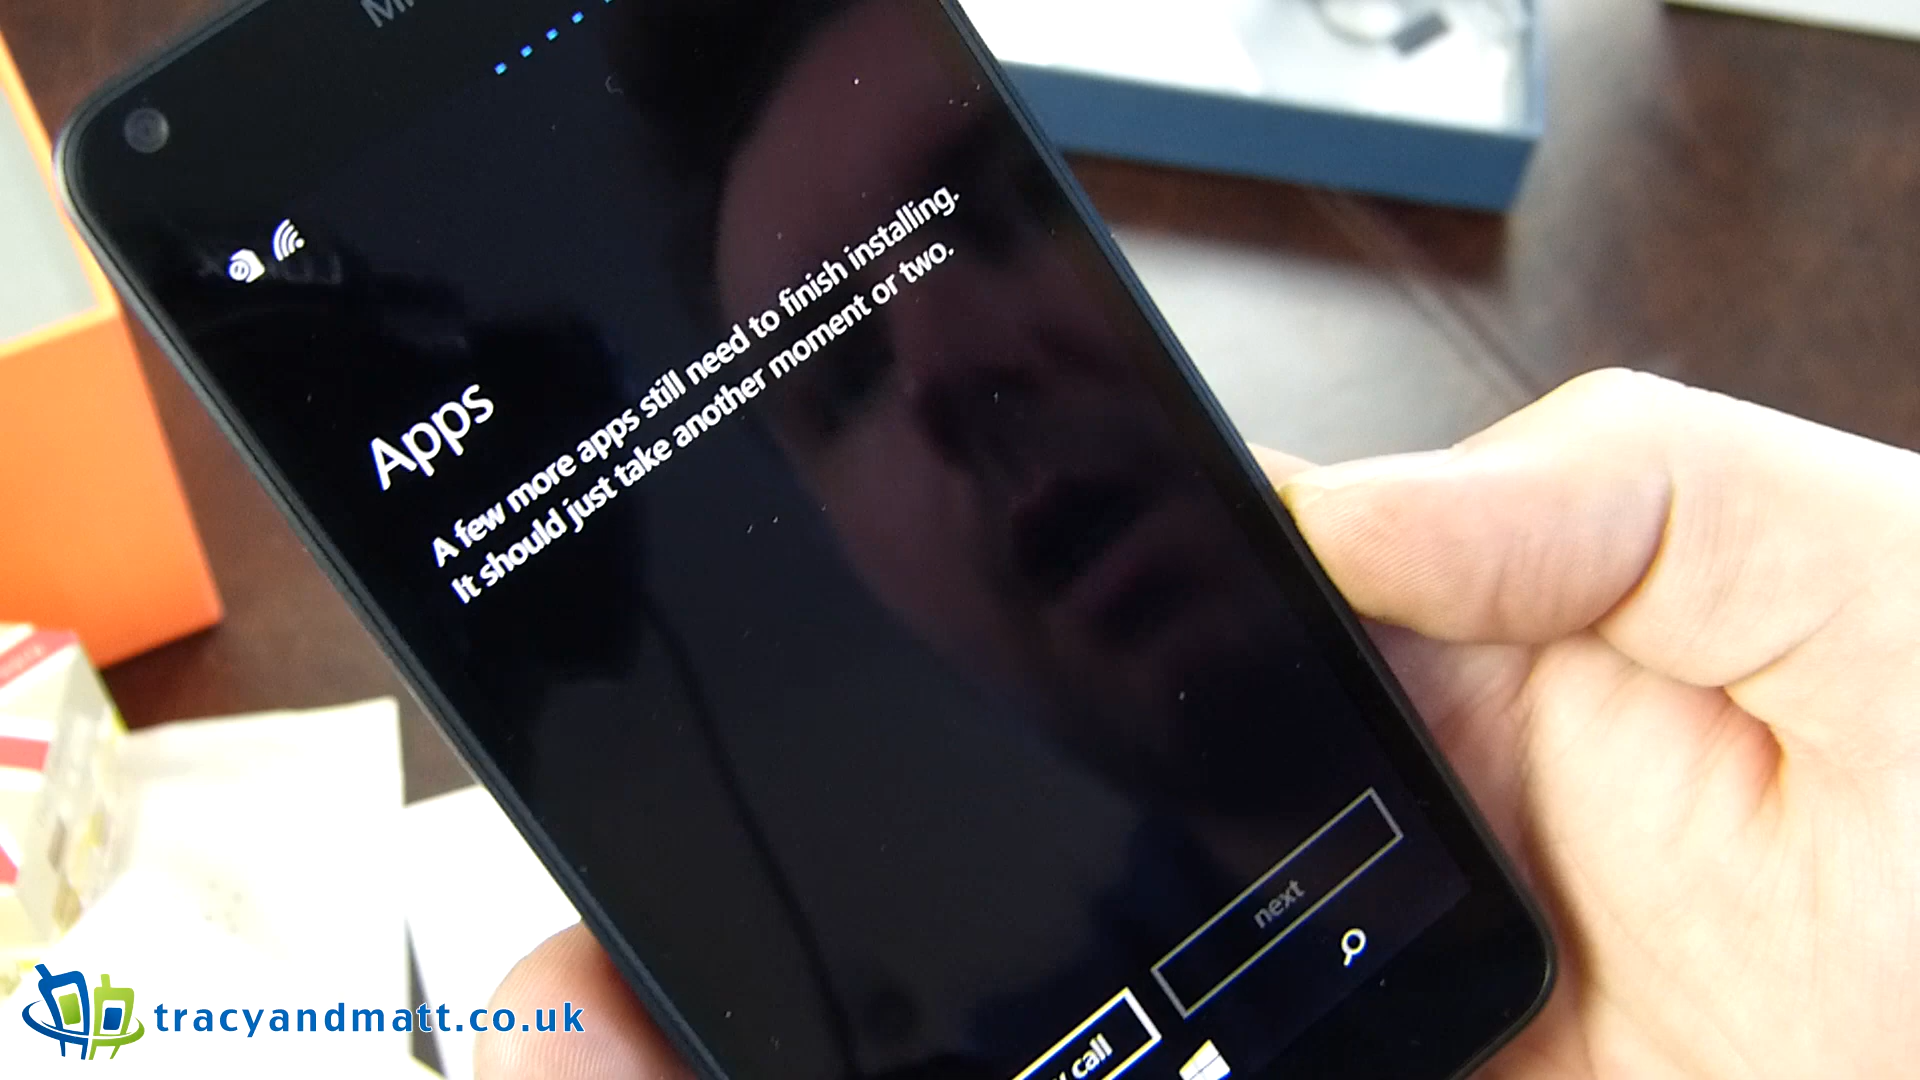 Apps
A few more apps still need to finish installing.
It should just take another moment or two.
next
call
tracyandmatt.co.uk